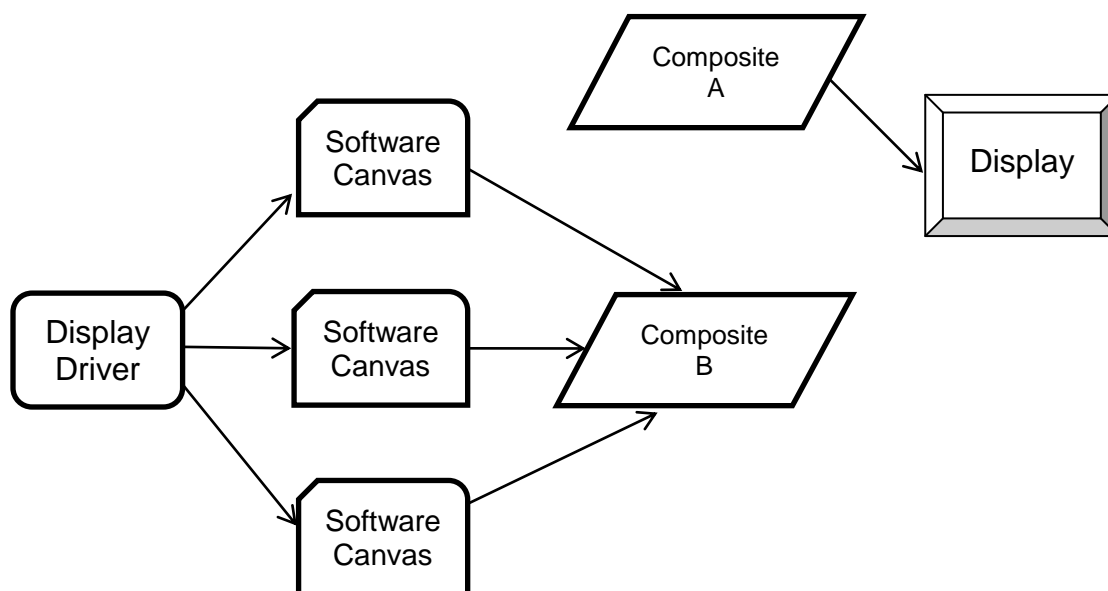 Composite
A
Display
Software
Canvas
Display
Driver
Software
Canvas
Composite
B
Software
Canvas